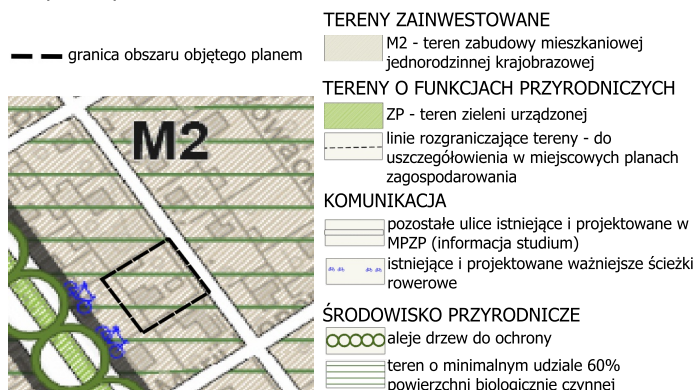 granica obszaru objętego planem
M2
TERENY ZAINWESTOWANE
M2 - teren zabudowy mieszkaniowej
jednorodzinnej krajobrazowej
TERENY O FUNKCJACH PRZYRODNICZYCH
ZP - teren zieleni urządzonej
linie rozgraniczające tereny - do
uszczegółowienia w miejscowych planach
zagospodarowania
KOMUNIKACJA
pozostałe ulice istniejące i projektowane w
MPZP (informacja studium)
istniejące i projektowane ważniejsze ścieżki
rowerowe
ŚRODOWISKO PRZYRODNICZE
aleje drzew do ochrony
teren o minimalnym udziale 60%
powierzchni biologicznie czynnej